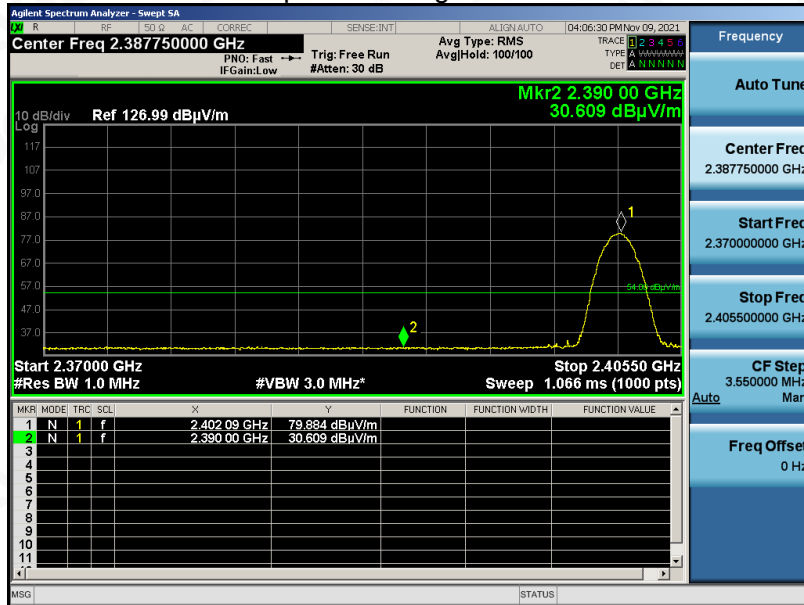 Agilent Spectrum Analyzer - Swept SA
LXI R RF 50 Ω AC CORREC SENSE:INT ALIGN AUTO 04:06:30 PM Nov 09, 2021
Center Freq 2.387750000 GHz
PNO: Fast
IFGain:Low
Trig: Free Run
#Atten: 30 dB
Avg Type: RMS
Avg|Hold: 100/100
TRACE 1 2 3 4 5 6
TYPE A WWWWW
DET A N N N N N
Mkr2 2.390 00 GHz
30.609 dBµV/m
10 dB/div Ref 126.99 dBµV/m
Log
117
107
97.0
87.0
77.0
67.0
57.0
47.0
37.0
1
54.00 dBµV/m
2
Start 2.37000 GHz Stop 2.40550 GHz
#Res BW 1.0 MHz #VBW 3.0 MHz* Sweep 1.066 ms (1000 pts)
MKR MODE TRC SCL X Y FUNCTION FUNCTION WIDTH FUNCTION VALUE
1 N 1 f 2.402 09 GHz 79.884 dBµV/m
2 N 1 f 2.390 00 GHz 30.609 dBµV/m
3
4
5
6
7
8
9
10
11
MSG STATUS
Frequency
Auto Tune
Center Freq
2.387750000 GHz
Start Freq
2.370000000 GHz
Stop Freq
2.405500000 GHz
CF Step
3.550000 MHz
Auto Man
Freq Offset
0 Hz